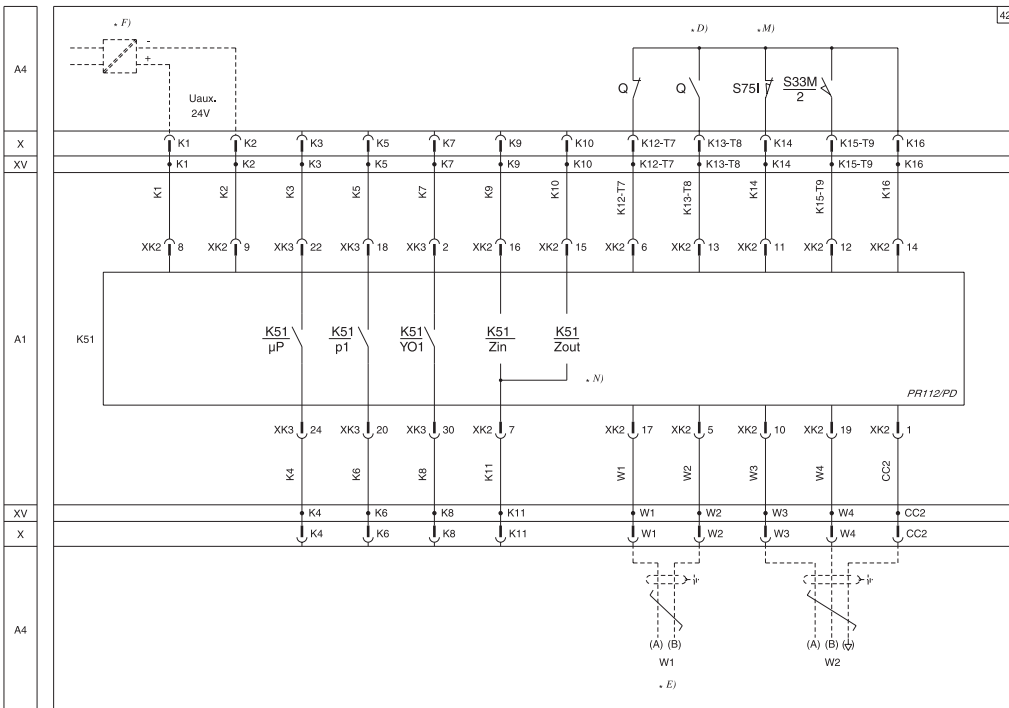 42
* F)
* D)
* M)
-
+
A4
Uaux.
24V
Q
Q
S75I
S33M
2
X
K1 K2 K3 K5 K7 K9 K10 K12-T7 K13-T8 K14 K15-T9 K16
XV
K1 K2 K3 K5 K7 K9 K10 K12-T7 K13-T8 K14 K15-T9 K16
K1 K2 K3 K5 K7 K9 K10 K12-T7 K13-T8 K14 K15-T9 K16
XK2 8 XK2 9 XK3 22 XK3 18 XK3 2 XK2 16 XK2 15 XK2 6 XK2 13 XK2 11 XK2 12 XK2 14
A1
K51
K51 K51 K51 K51 K51
µP p1 YO1 Zin Zout
* N)
PR112/PD
XK3 24 XK3 20 XK3 30 XK2 7 XK2 17 XK2 5 XK2 10 XK2 19 XK2 1
K4 K6 K8 K11 W1 W2 W3 W4 CC2
XV
K4 K6 K8 K11 W1 W2 W3 W4 CC2
X
K4 K6 K8 K11 W1 W2 W3 W4 CC2
A4
(A) (B) (A) (B) (-)
W1 W2
* E)